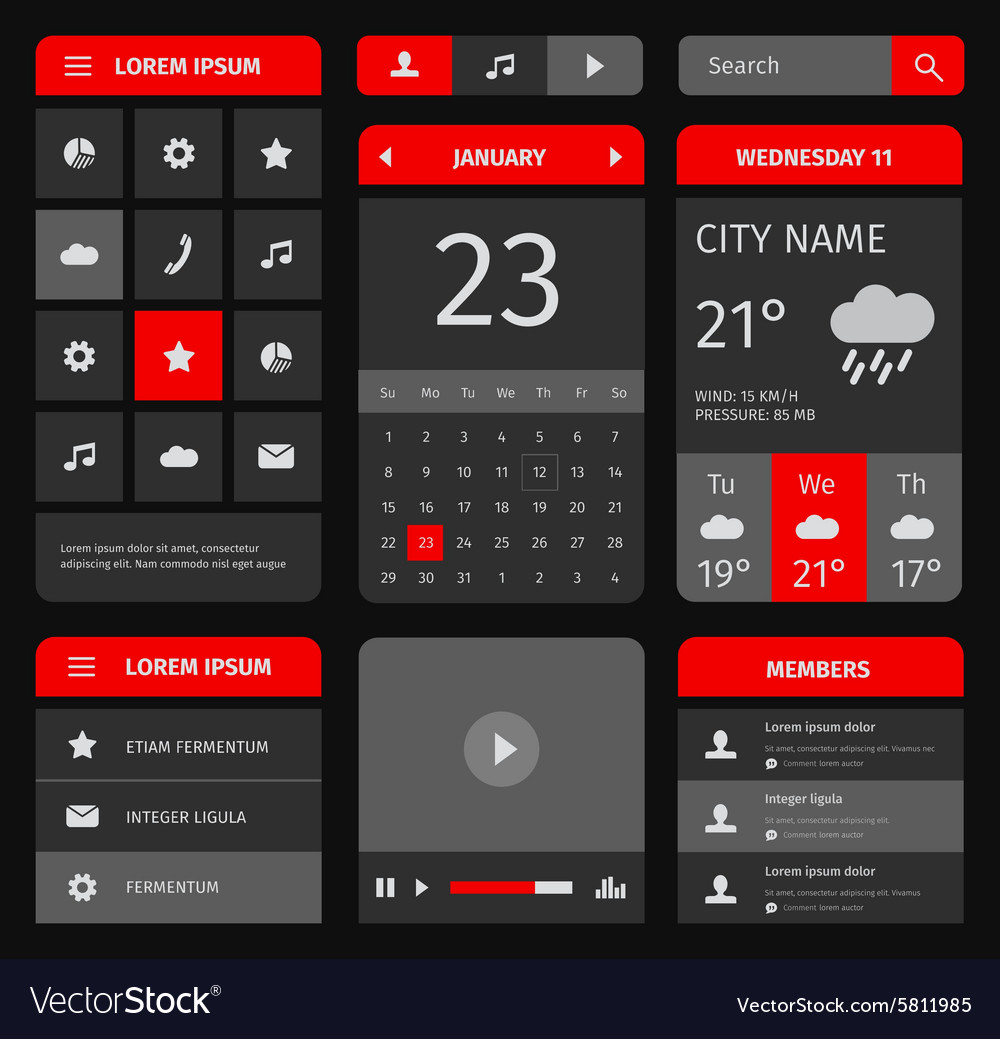 LOREM IPSUM
Search
JANUARY
WEDNESDAY 11
23
CITY NAME
21°
WIND: 15 KM/H
PRESSURE: 85 MB
Su Mo Tu We Th Fr So
1 2 3 4 5 6 7
8 9 10 11 12 13 14
15 16 17 18 19 20 21
22 23 24 25 26 27 28
29 30 31 1 2 3 4
Tu We Th
19° 21° 17°
Lorem ipsum dolor sit amet, consectetur
adipiscing elit. Nam commodo nisl eget augue
LOREM IPSUM
ETIAM FERMENTUM
INTEGER LIGULA
FERMENTUM
MEMBERS
Lorem ipsum dolor
Sit amet, consectetur adipiscing elit. Vivamus nec
Comment lorem auctor
Integer ligula
Sit amet, consectetur adipiscing elit.
Comment lorem auctor
Lorem ipsum dolor
Sit amet, consectetur adipiscing elit. Vivamus
Comment lorem auctor
VectorStock®
VectorStock.com/5811985